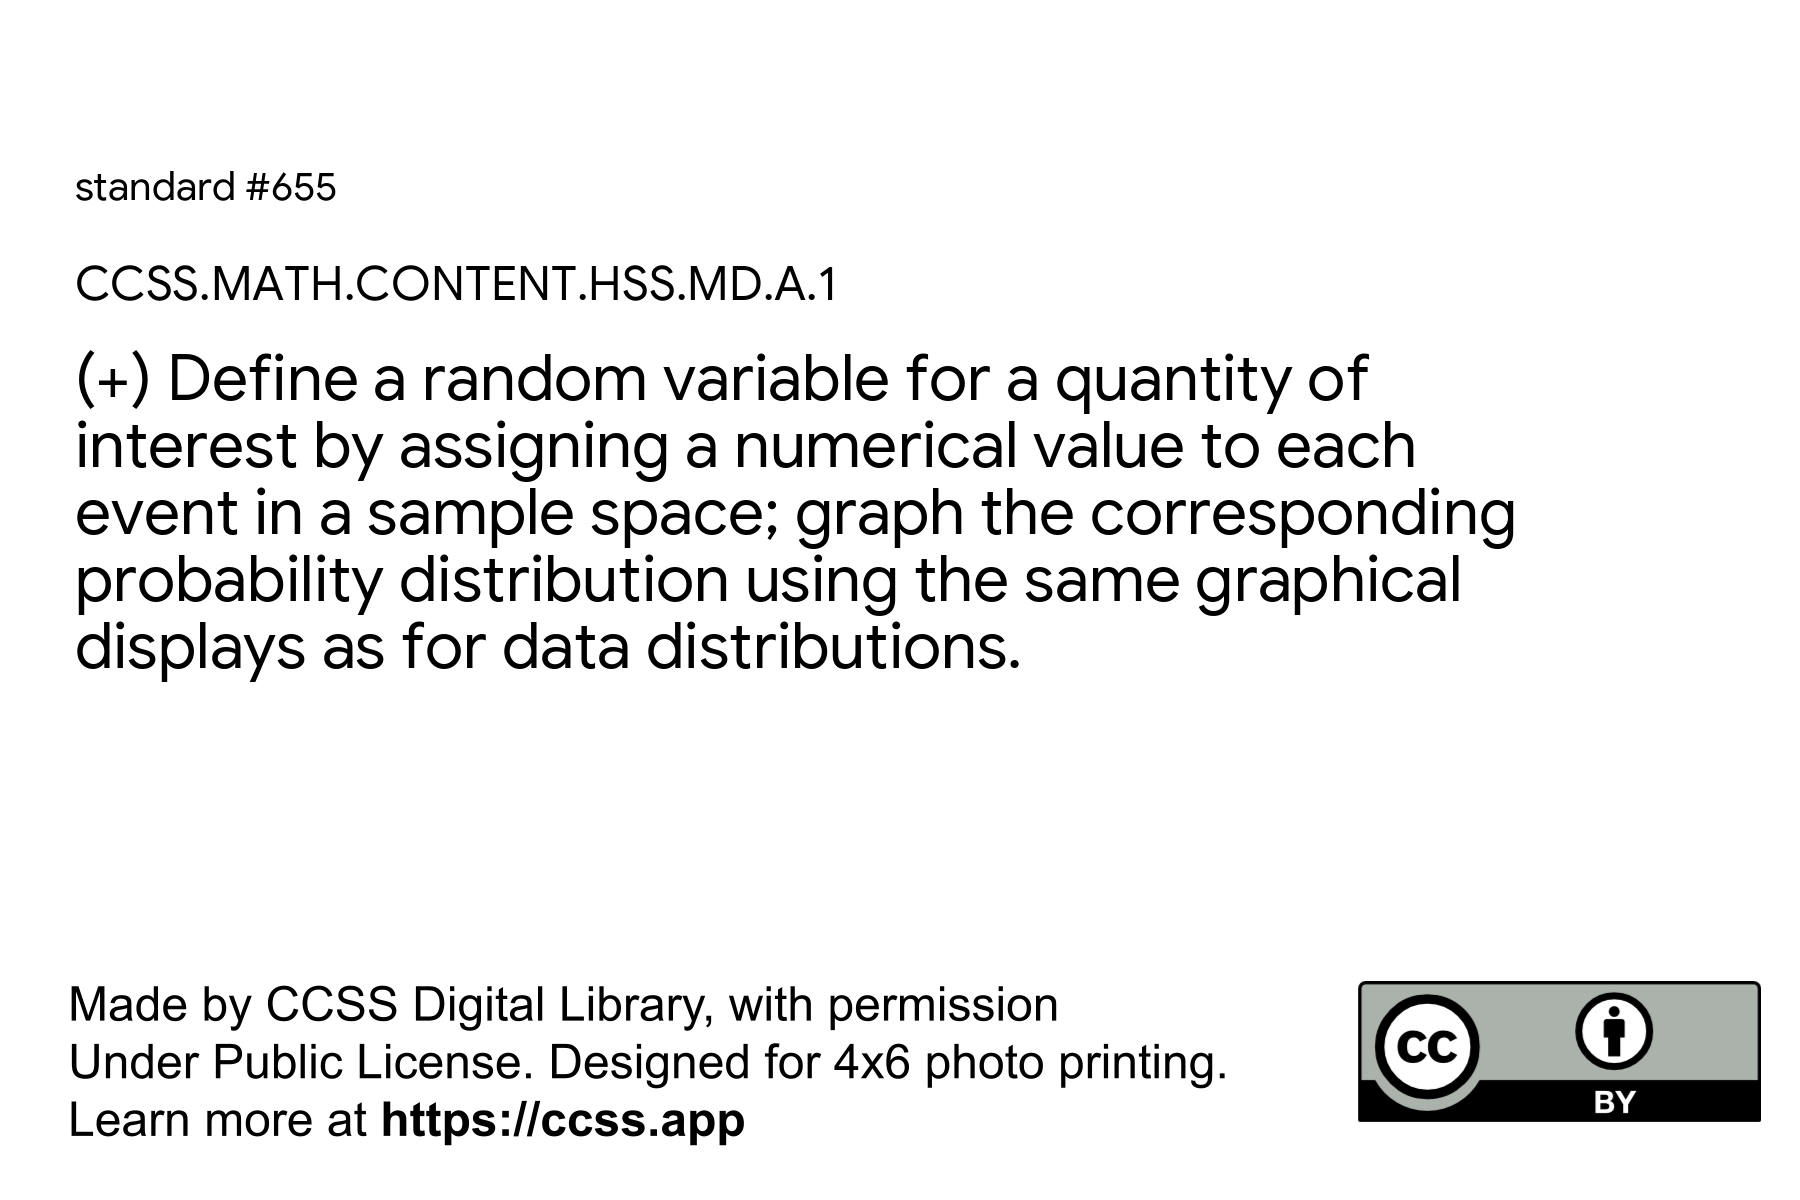 standard #655
CCSS.MATH.CONTENT.HSS.MD.A.1
(+) Define a random variable for a quantity of
interest by assigning a numerical value to each
event in a sample space; graph the corresponding
probability distribution using the same graphical
displays as for data distributions.
Made by CCSS Digital Library, with permission
Under Public License. Designed for 4x6 photo printing.
Learn more at https://ccss.app
cc
BY